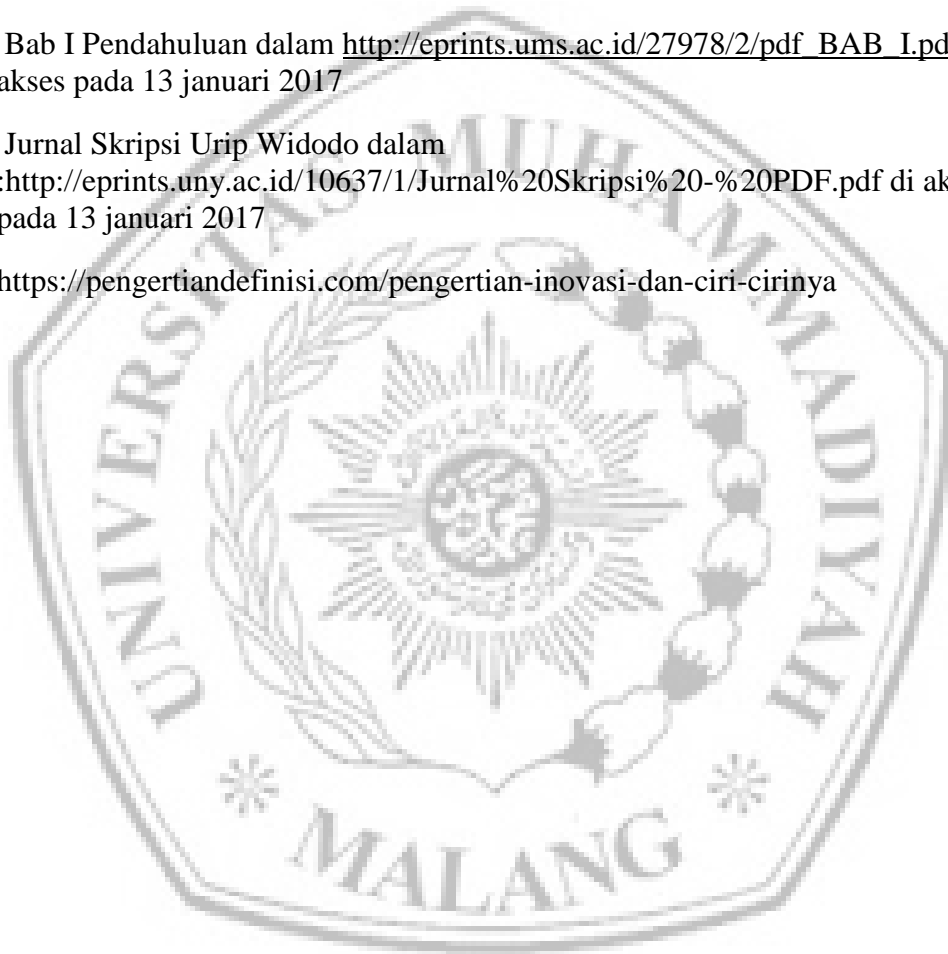 Bab I Pendahuluan dalam http://eprints.ums.ac.id/27978/2/pdf_BAB_I.pd
akses pada 13 januari 2017
Jurnal Skripsi Urip Widodo dalam
:http://eprints.uny.ac.id/10637/1/Jurnal%20Skripsi%20-%20PDF.pdf di ak
pada 13 januari 2017
https://pengertiandefinisi.com/pengertian-inovasi-dan-ciri-cirinya
UNIVERSITAS MUHAMMADIYAH
MALANG